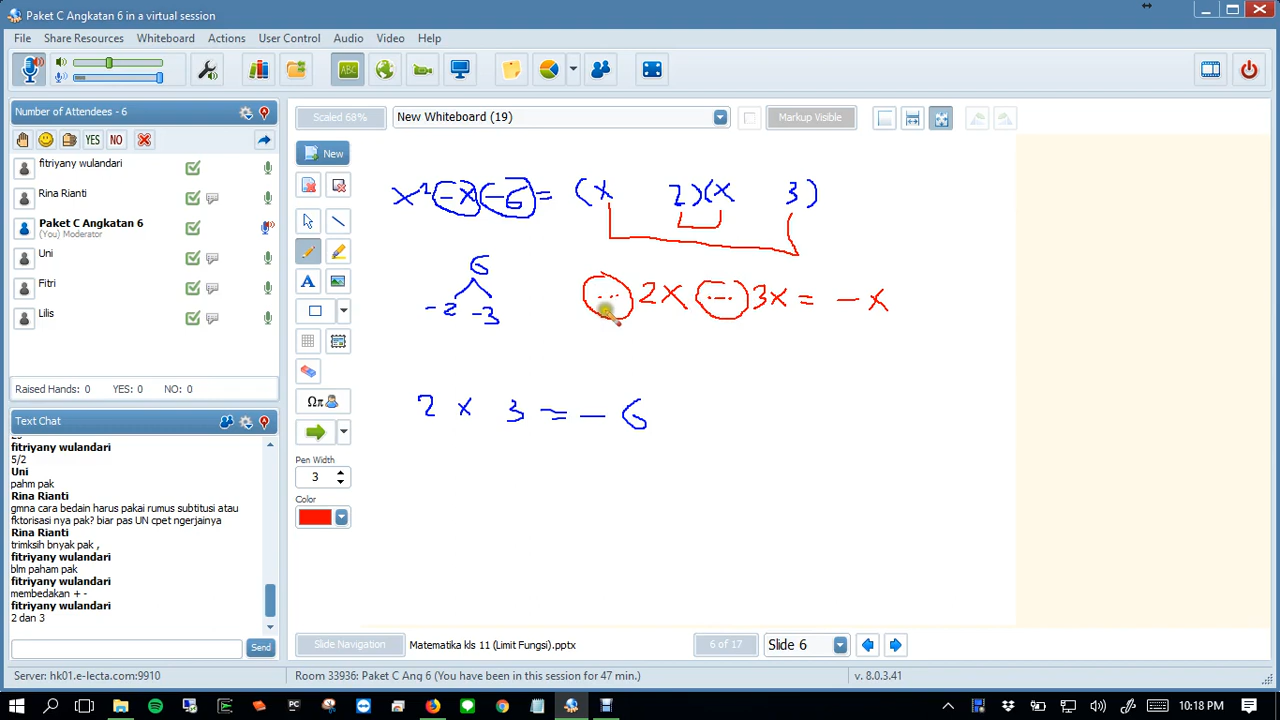 Paket C Angkatan 6 in a virtual session
File Share Resources Whiteboard Actions User Control Audio Video Help
ABC
Number of Attendees - 6
YES NO
fitriyany wulandari
Rina Rianti
Paket C Angkatan 6
(You) Moderator
Uni
Fitri
Lilis
Raised Hands: 0 YES: 0 NO: 0
Text Chat
fitriyany wulandari
5/2
Uni
pahm pak
Rina Rianti
gmna cara bedain harus pakai rumus subtitusi atau
fktorisasi nya pak? biar pas UN cpet ngerjainya
Rina Rianti
trimksih bnyak pak ,
fitriyany wulandari
blm paham pak
fitriyany wulandari
membedakan + -
fitriyany wulandari
2 dan 3
Send
Scaled 68% New Whiteboard (19) Markup Visible
New
A
Ωπ
Pen Width
3
Color
x² - x - 6 = (x 2)(x 3)
6
-2 -3
... 2x ... 3x = - x
2 x 3 = - 6
Slide Navigation Matematika kls 11 (Limit Fungsi).pptx 6 of 17 Slide 6
Server: hk01.e-lecta.com:9910 Room 33936: Paket C Ang 6 (You have been in this session for 47 min.) v. 8.0.3.41
PC
10:18 PM